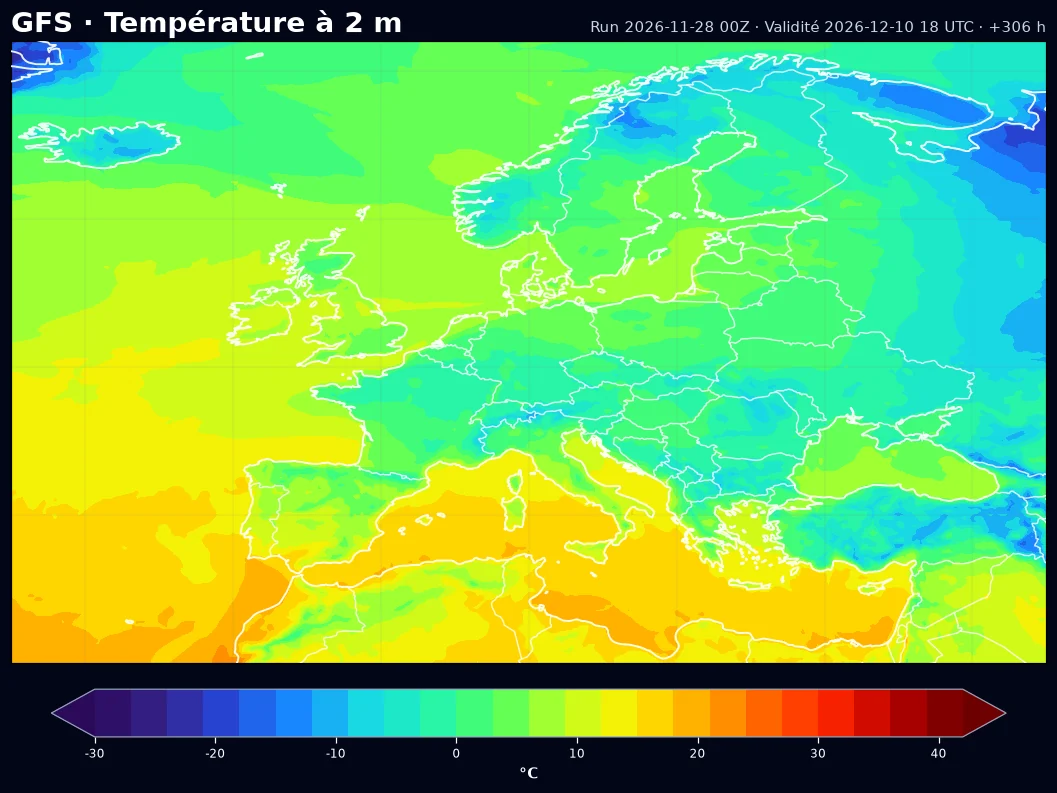 GFS · Température à 2 m
Run 2026-11-28 00Z · Validité 2026-12-10 18 UTC · +306 h
-30 -20 -10 0 10 20 30 40
°C